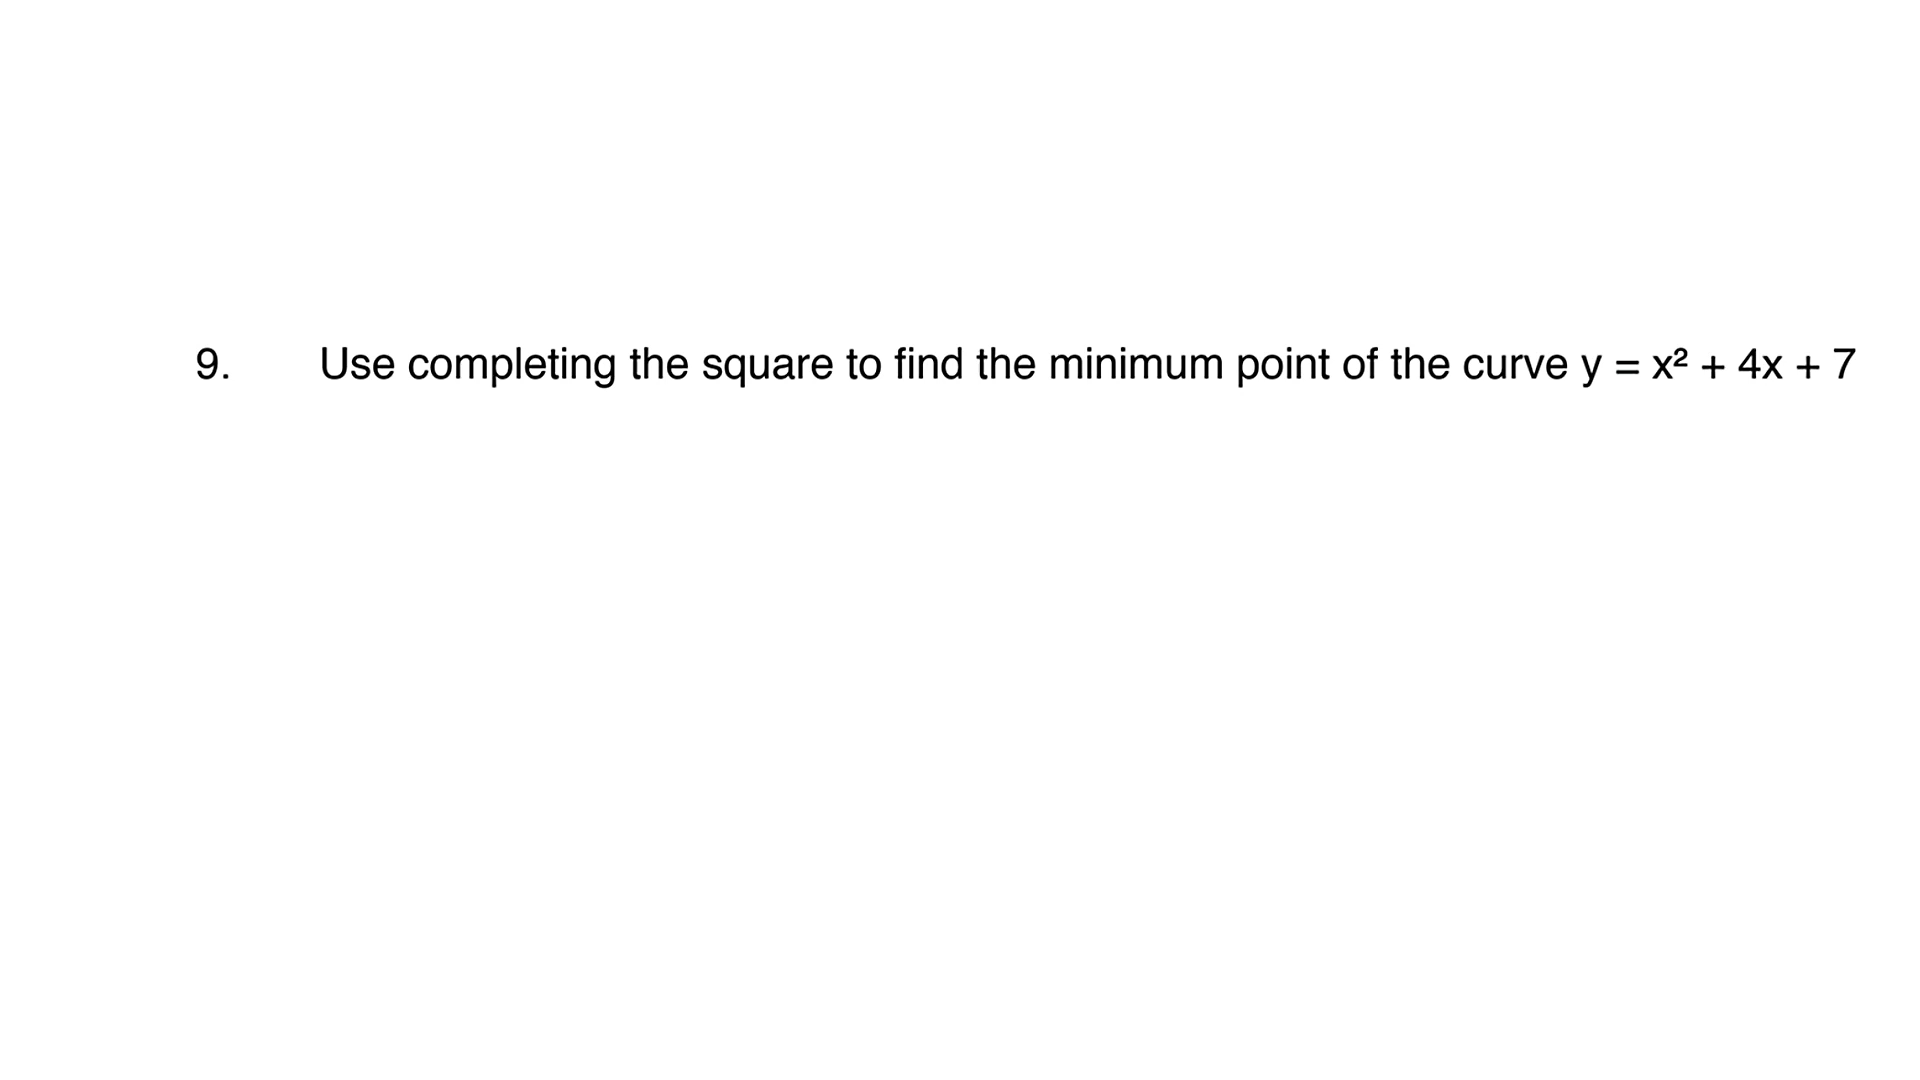 9. Use completing the square to find the minimum point of the curve y = x² + 4x + 7